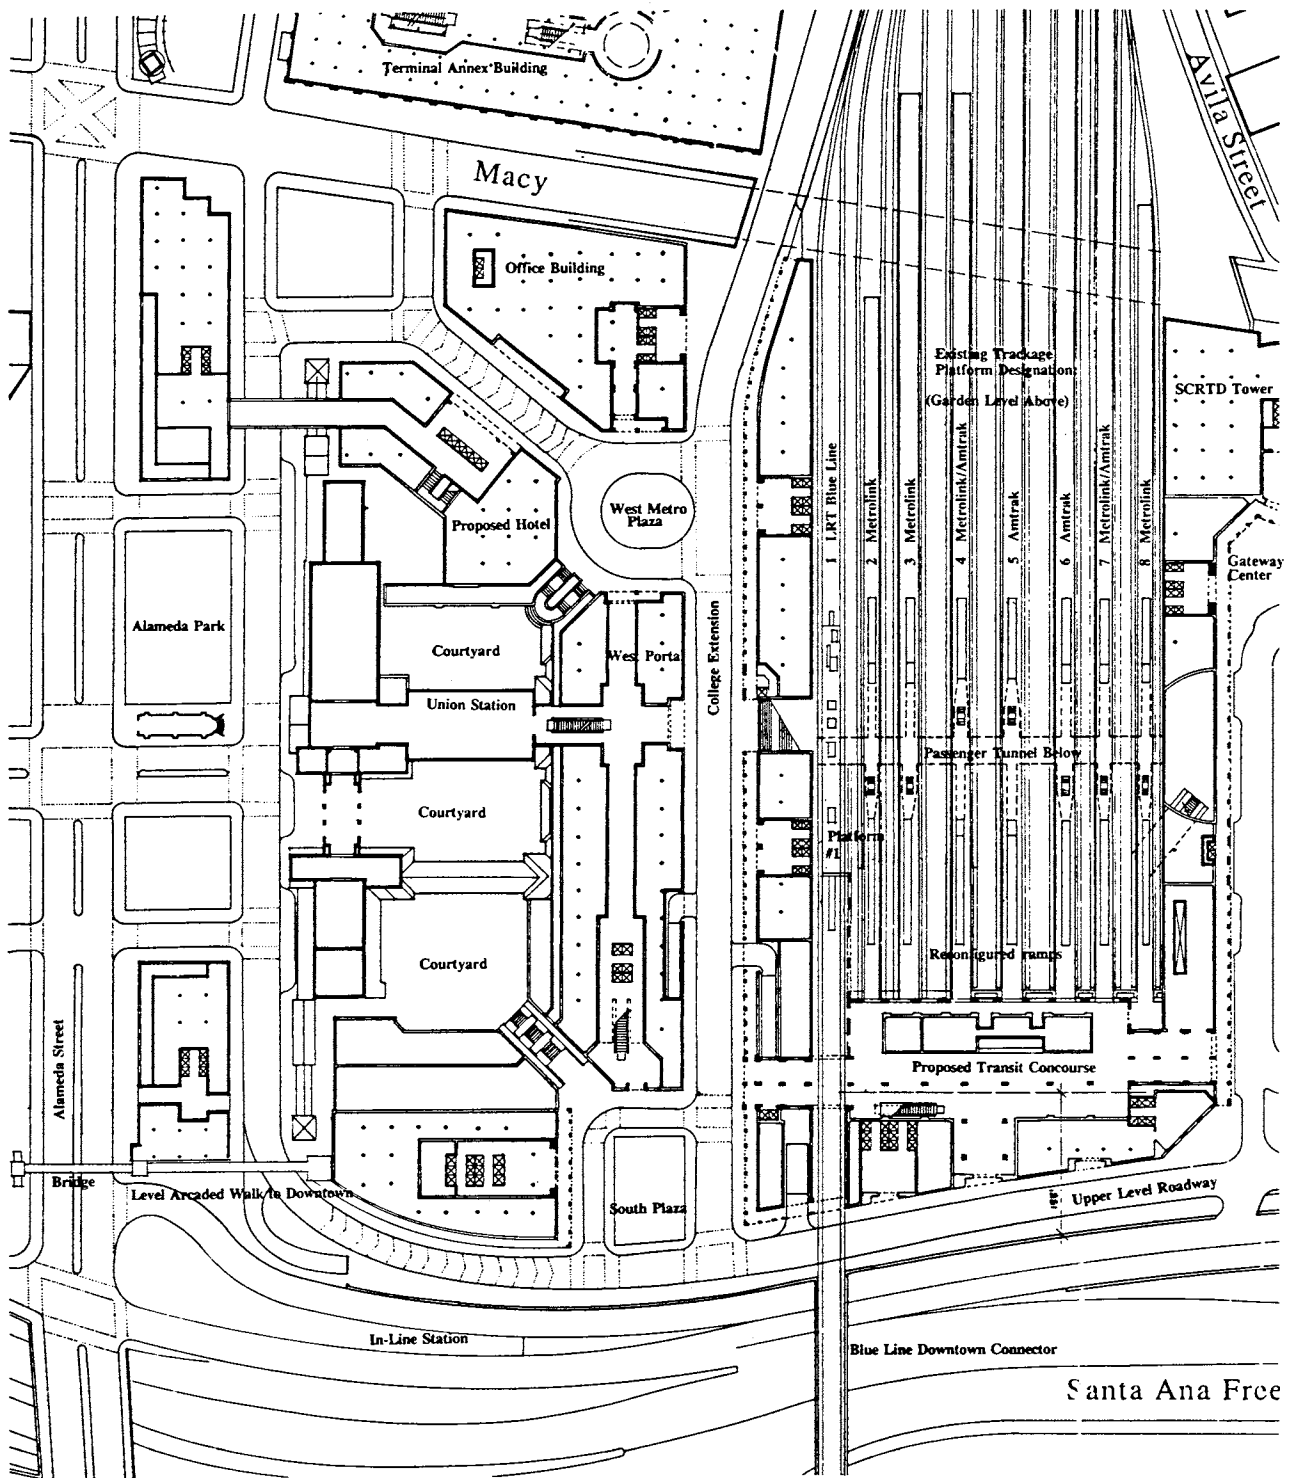 Terminal Annex Building
Avila Street
Macy
Office Building
Existing Trackage
Platform Designation:
(Garden Level Above)
SCRTD Tower
1 LRT Blue Line
2 Metrolink
3 Metrolink
4 Metrolink/Amtrak
5 Amtrak
6 Amtrak
7 Metrolink/Amtrak
8 Metrolink
West Metro
Plaza
Proposed Hotel
Gateway
Center
Alameda Park
Courtyard
West Porta
College Extension
Union Station
Passenger Tunnel Below
Courtyard
Platform
#1
Courtyard
Reconfigured ramps
Alameda Street
Proposed Transit Concourse
Bridge
Level Arcaded Walk to Downtown
South Plaza
Upper Level Roadway
In-Line Station
Blue Line Downtown Connector
Santa Ana Free